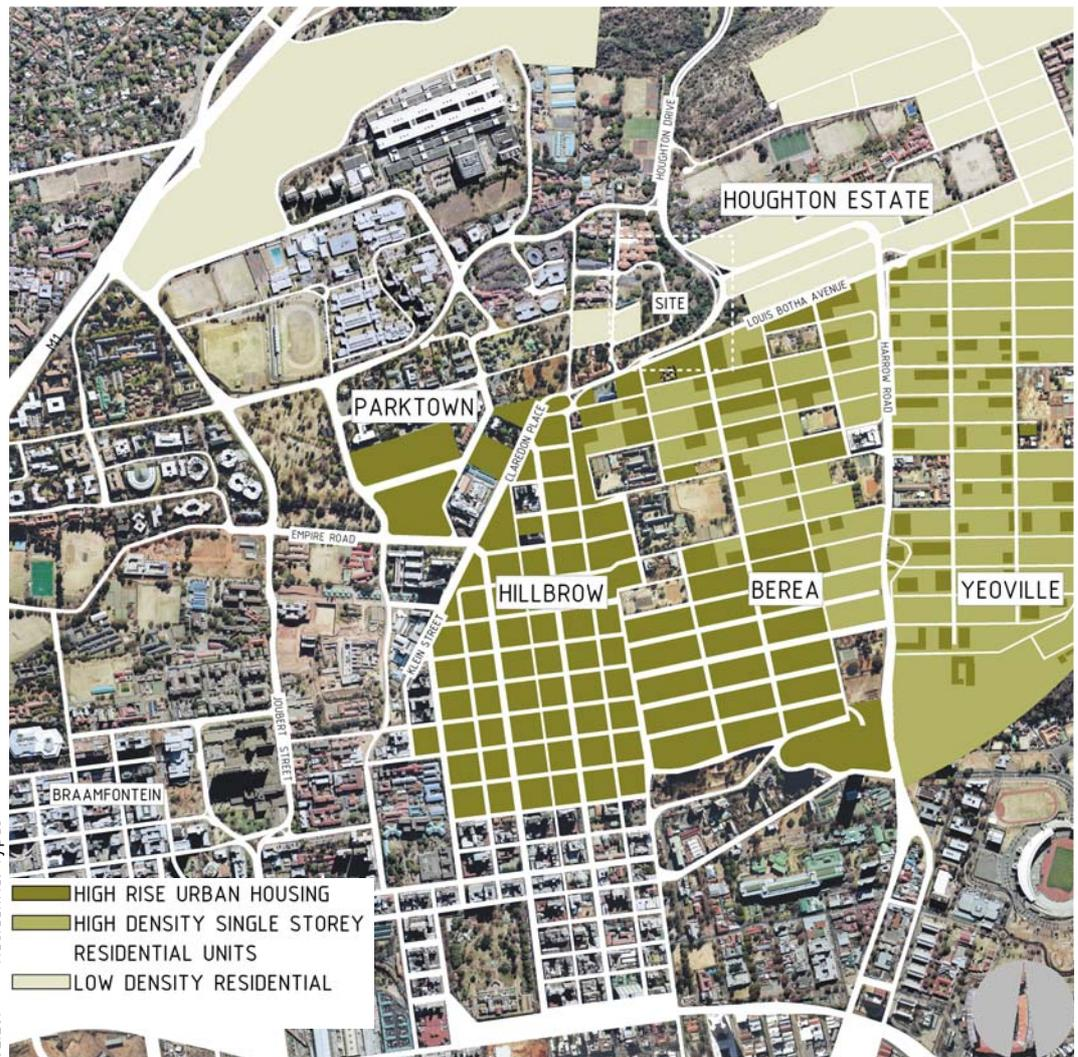 HOUGHTON DRIVE
HOUGHTON ESTATE
SITE
LOUIS BOTHA AVENUE
M1
HARROW ROAD
PARKTOWN
CLAREDON PLACE
EMPIRE ROAD
HILLBROW
BEREA
YEOVILLE
KLEIN STREET
JOUBERT STREET
BRAAMFONTEIN
HIGH RISE URBAN HOUSING
HIGH DENSITY SINGLE STOREY
RESIDENTIAL UNITS
LOW DENSITY RESIDENTIAL